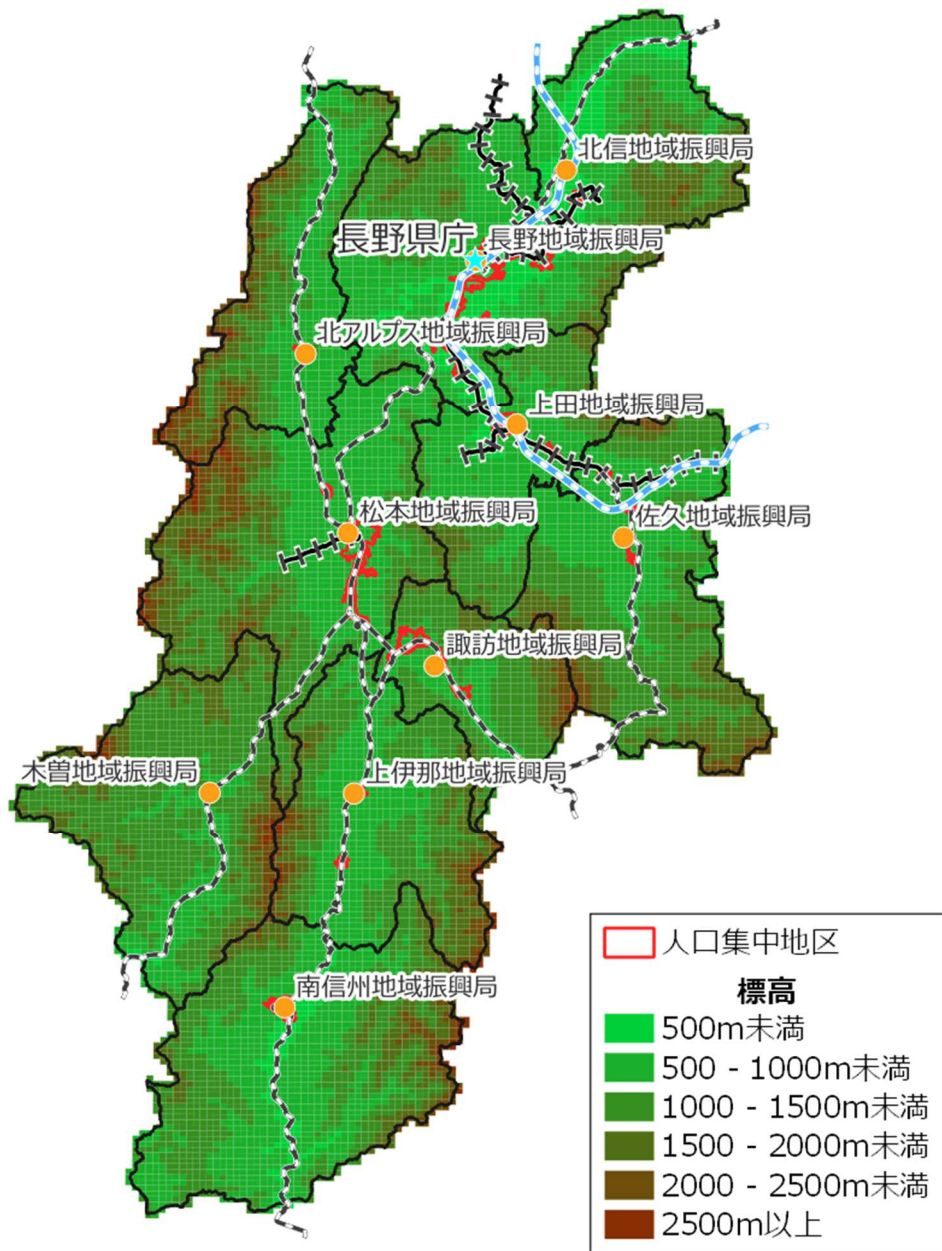 北信地域振興局
長野県庁
長野地域振興局
北アルプス地域振興局
上田地域振興局
松本地域振興局
佐久地域振興局
諏訪地域振興局
木曽地域振興局
上伊那地域振興局
南信州地域振興局
人口集中地区
標高
500m未満
500 - 1000m未満
1000 - 1500m未満
1500 - 2000m未満
2000 - 2500m未満
2500m以上